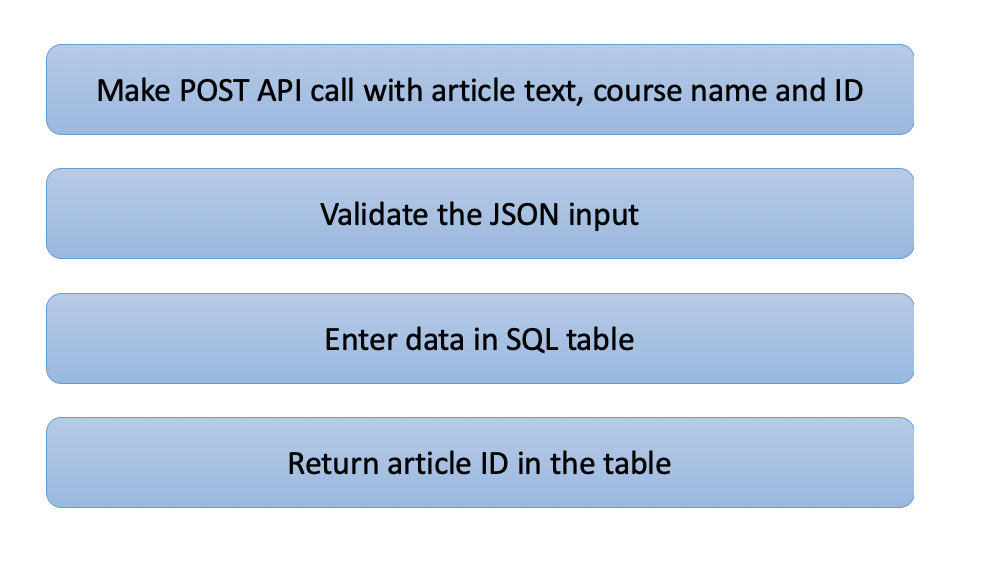 Make POST API call with article text, course name and ID
Validate the JSON input
Enter data in SQL table
Return article ID in the table